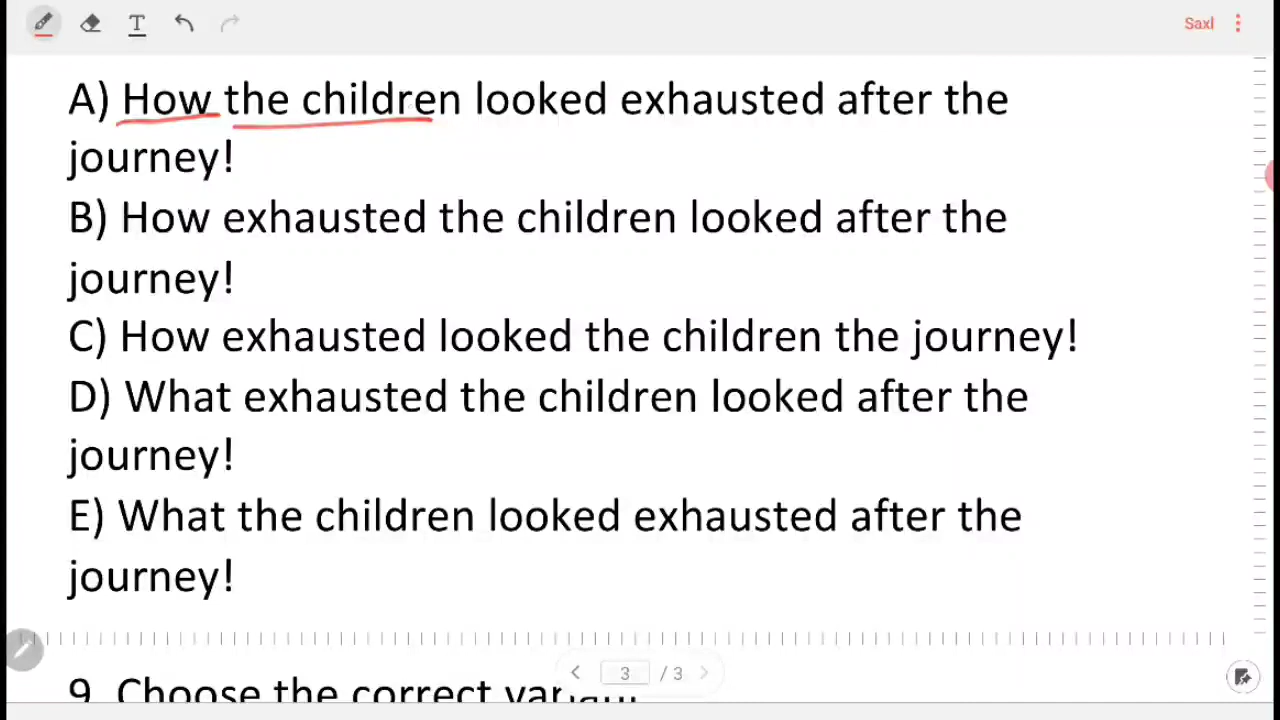 Saxl
A) How the children looked exhausted after the
journey!
B) How exhausted the children looked after the
journey!
C) How exhausted looked the children the journey!
D) What exhausted the children looked after the
journey!
E) What the children looked exhausted after the
journey!
3 / 3
9. Choose the correct variant